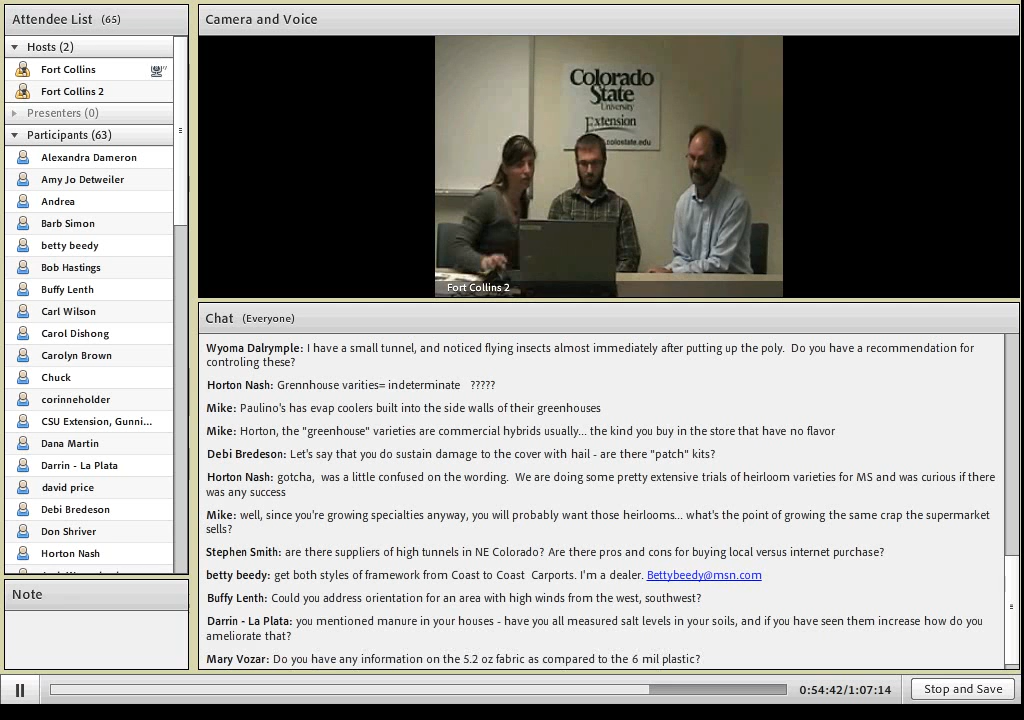 Attendee List (65)
Hosts (2)
Fort Collins
Fort Collins 2
Presenters (0)
Participants (63)
Alexandra Dameron
Amy Jo Detweiler
Andrea
Barb Simon
betty beedy
Bob Hastings
Buffy Lenth
Carl Wilson
Carol Dishong
Carolyn Brown
Chuck
corinneholder
CSU Extension, Gunni...
Dana Martin
Darrin - La Plata
david price
Debi Bredeson
Don Shriver
Horton Nash
Note
Camera and Voice
Colorado
State
University
Extension
.colostate.edu
Fort Collins 2
Chat (Everyone)
Wyoma Dalrymple: I have a small tunnel, and noticed flying insects almost immediately after putting up the poly. Do you have a recommendation for
controling these?
Horton Nash: Grennhouse varities= indeterminate ?????
Mike: Paulino's has evap coolers built into the side walls of their greenhouses
Mike: Horton, the "greenhouse" varieties are commercial hybrids usually... the kind you buy in the store that have no flavor
Debi Bredeson: Let's say that you do sustain damage to the cover with hail - are there "patch" kits?
Horton Nash: gotcha, was a little confused on the wording. We are doing some pretty extensive trials of heirloom varieties for MS and was curious if there
was any success
Mike: well, since you're growing specialties anyway, you will probably want those heirlooms... what's the point of growing the same crap the supermarket
sells?
Stephen Smith: are there suppliers of high tunnels in NE Colorado? Are there pros and cons for buying local versus internet purchase?
betty beedy: get both styles of framework from Coast to Coast Carports. I'm a dealer. Bettybeedy@msn.com
Buffy Lenth: Could you address orientation for an area with high winds from the west, southwest?
Darrin - La Plata: you mentioned manure in your houses - have you all measured salt levels in your soils, and if you have seen them increase how do you
ameliorate that?
Mary Vozar: Do you have any information on the 5.2 oz fabric as compared to the 6 mil plastic?
0:54:42/1:07:14
Stop and Save